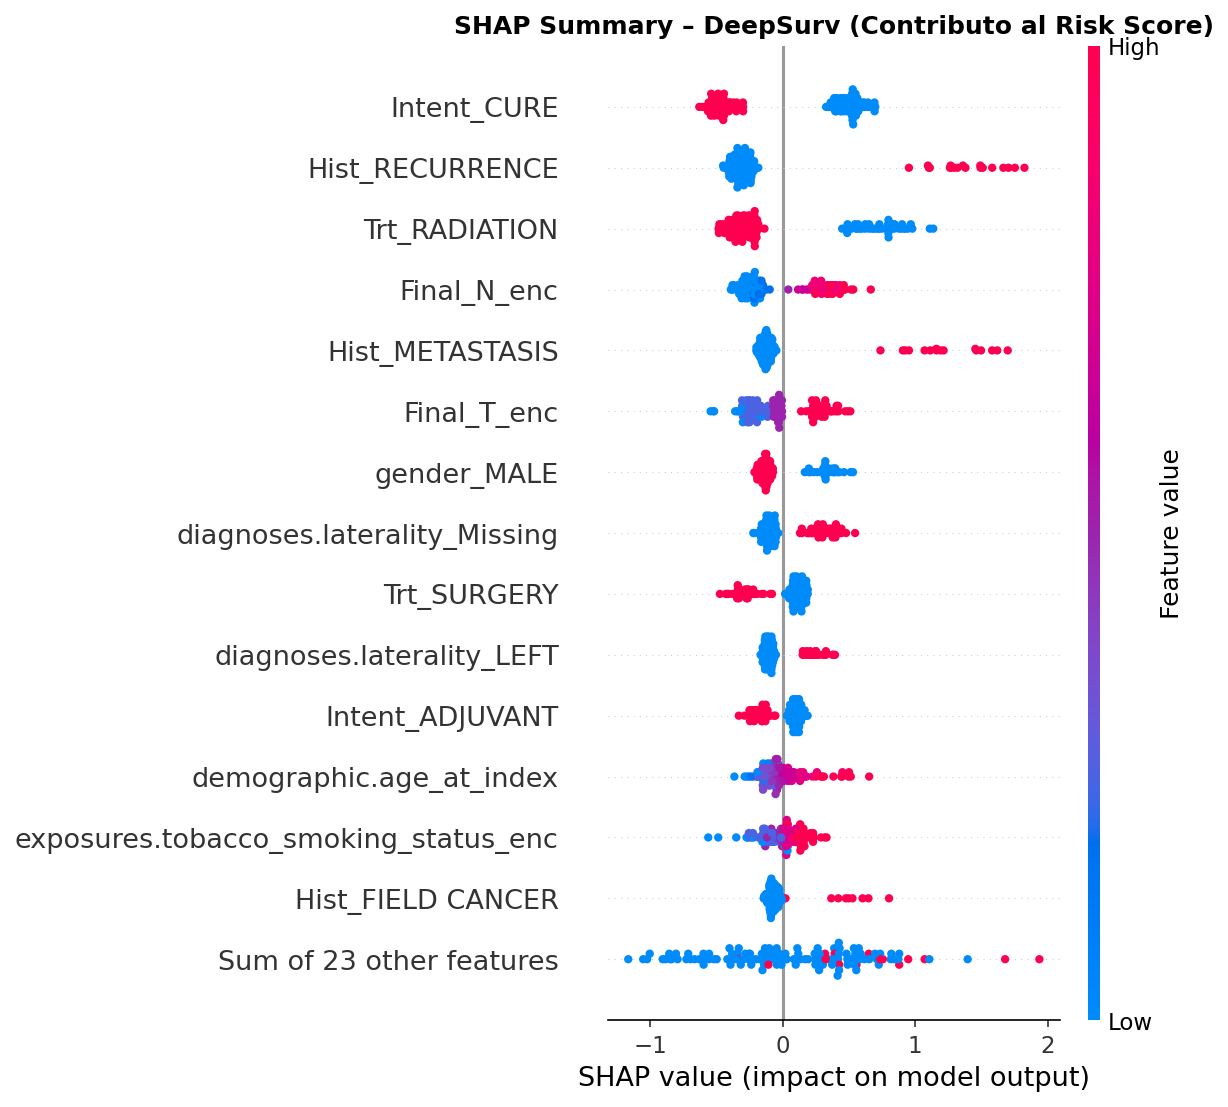 SHAP Summary – DeepSurv (Contributo al Risk Score)
High
Intent_CURE
Hist_RECURRENCE
Trt_RADIATION
Final_N_enc
Hist_METASTASIS
Final_T_enc
gender_MALE
diagnoses.laterality_Missing
Trt_SURGERY
diagnoses.laterality_LEFT
Intent_ADJUVANT
demographic.age_at_index
exposures.tobacco_smoking_status_enc
Hist_FIELD CANCER
Sum of 23 other features
Feature value
Low
−1 0 1 2
SHAP value (impact on model output)